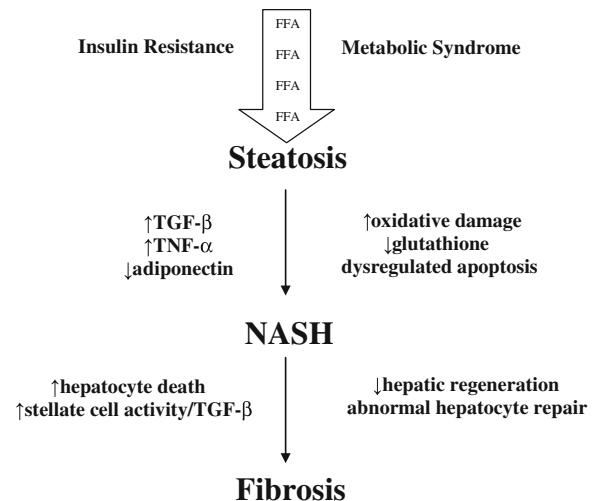 FFA
Insulin Resistance
FFA
Metabolic Syndrome
FFA
FFA
Steatosis
↑TGF-β
↑TNF-α
↓adiponectin
↑oxidative damage
↓glutathione
dysregulated apoptosis
NASH
↑hepatocyte death
↑stellate cell activity/TGF-β
↓hepatic regeneration
abnormal hepatocyte repair
Fibrosis